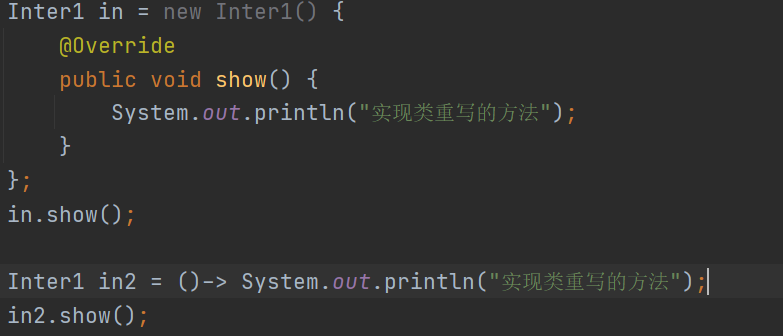 Inter1 in = new Inter1() {
    @Override
    public void show() {
        System.out.println("实现类重写的方法");
    }
};
in.show();

Inter1 in2 = ()-> System.out.println("实现类重写的方法");
in2.show();